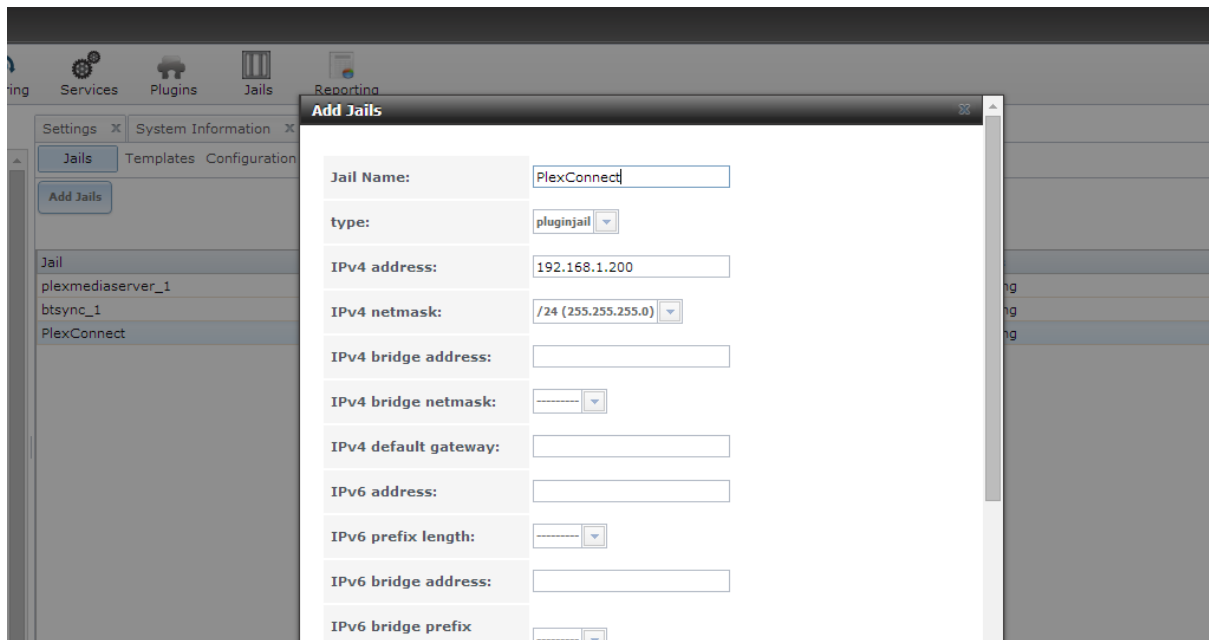 ring Services Plugins Jails Reporting
Add Jails
Settings System Information
Jails Templates Configuration
Add Jails
Jail
plexmediaserver_1 ng
btsync_1 ng
PlexConnect ng
Jail Name: PlexConnect
type: pluginjail
IPv4 address: 192.168.1.200
IPv4 netmask: /24 (255.255.255.0)
IPv4 bridge address:
IPv4 bridge netmask: ---------
IPv4 default gateway:
IPv6 address:
IPv6 prefix length: ---------
IPv6 bridge address:
IPv6 bridge prefix
---------